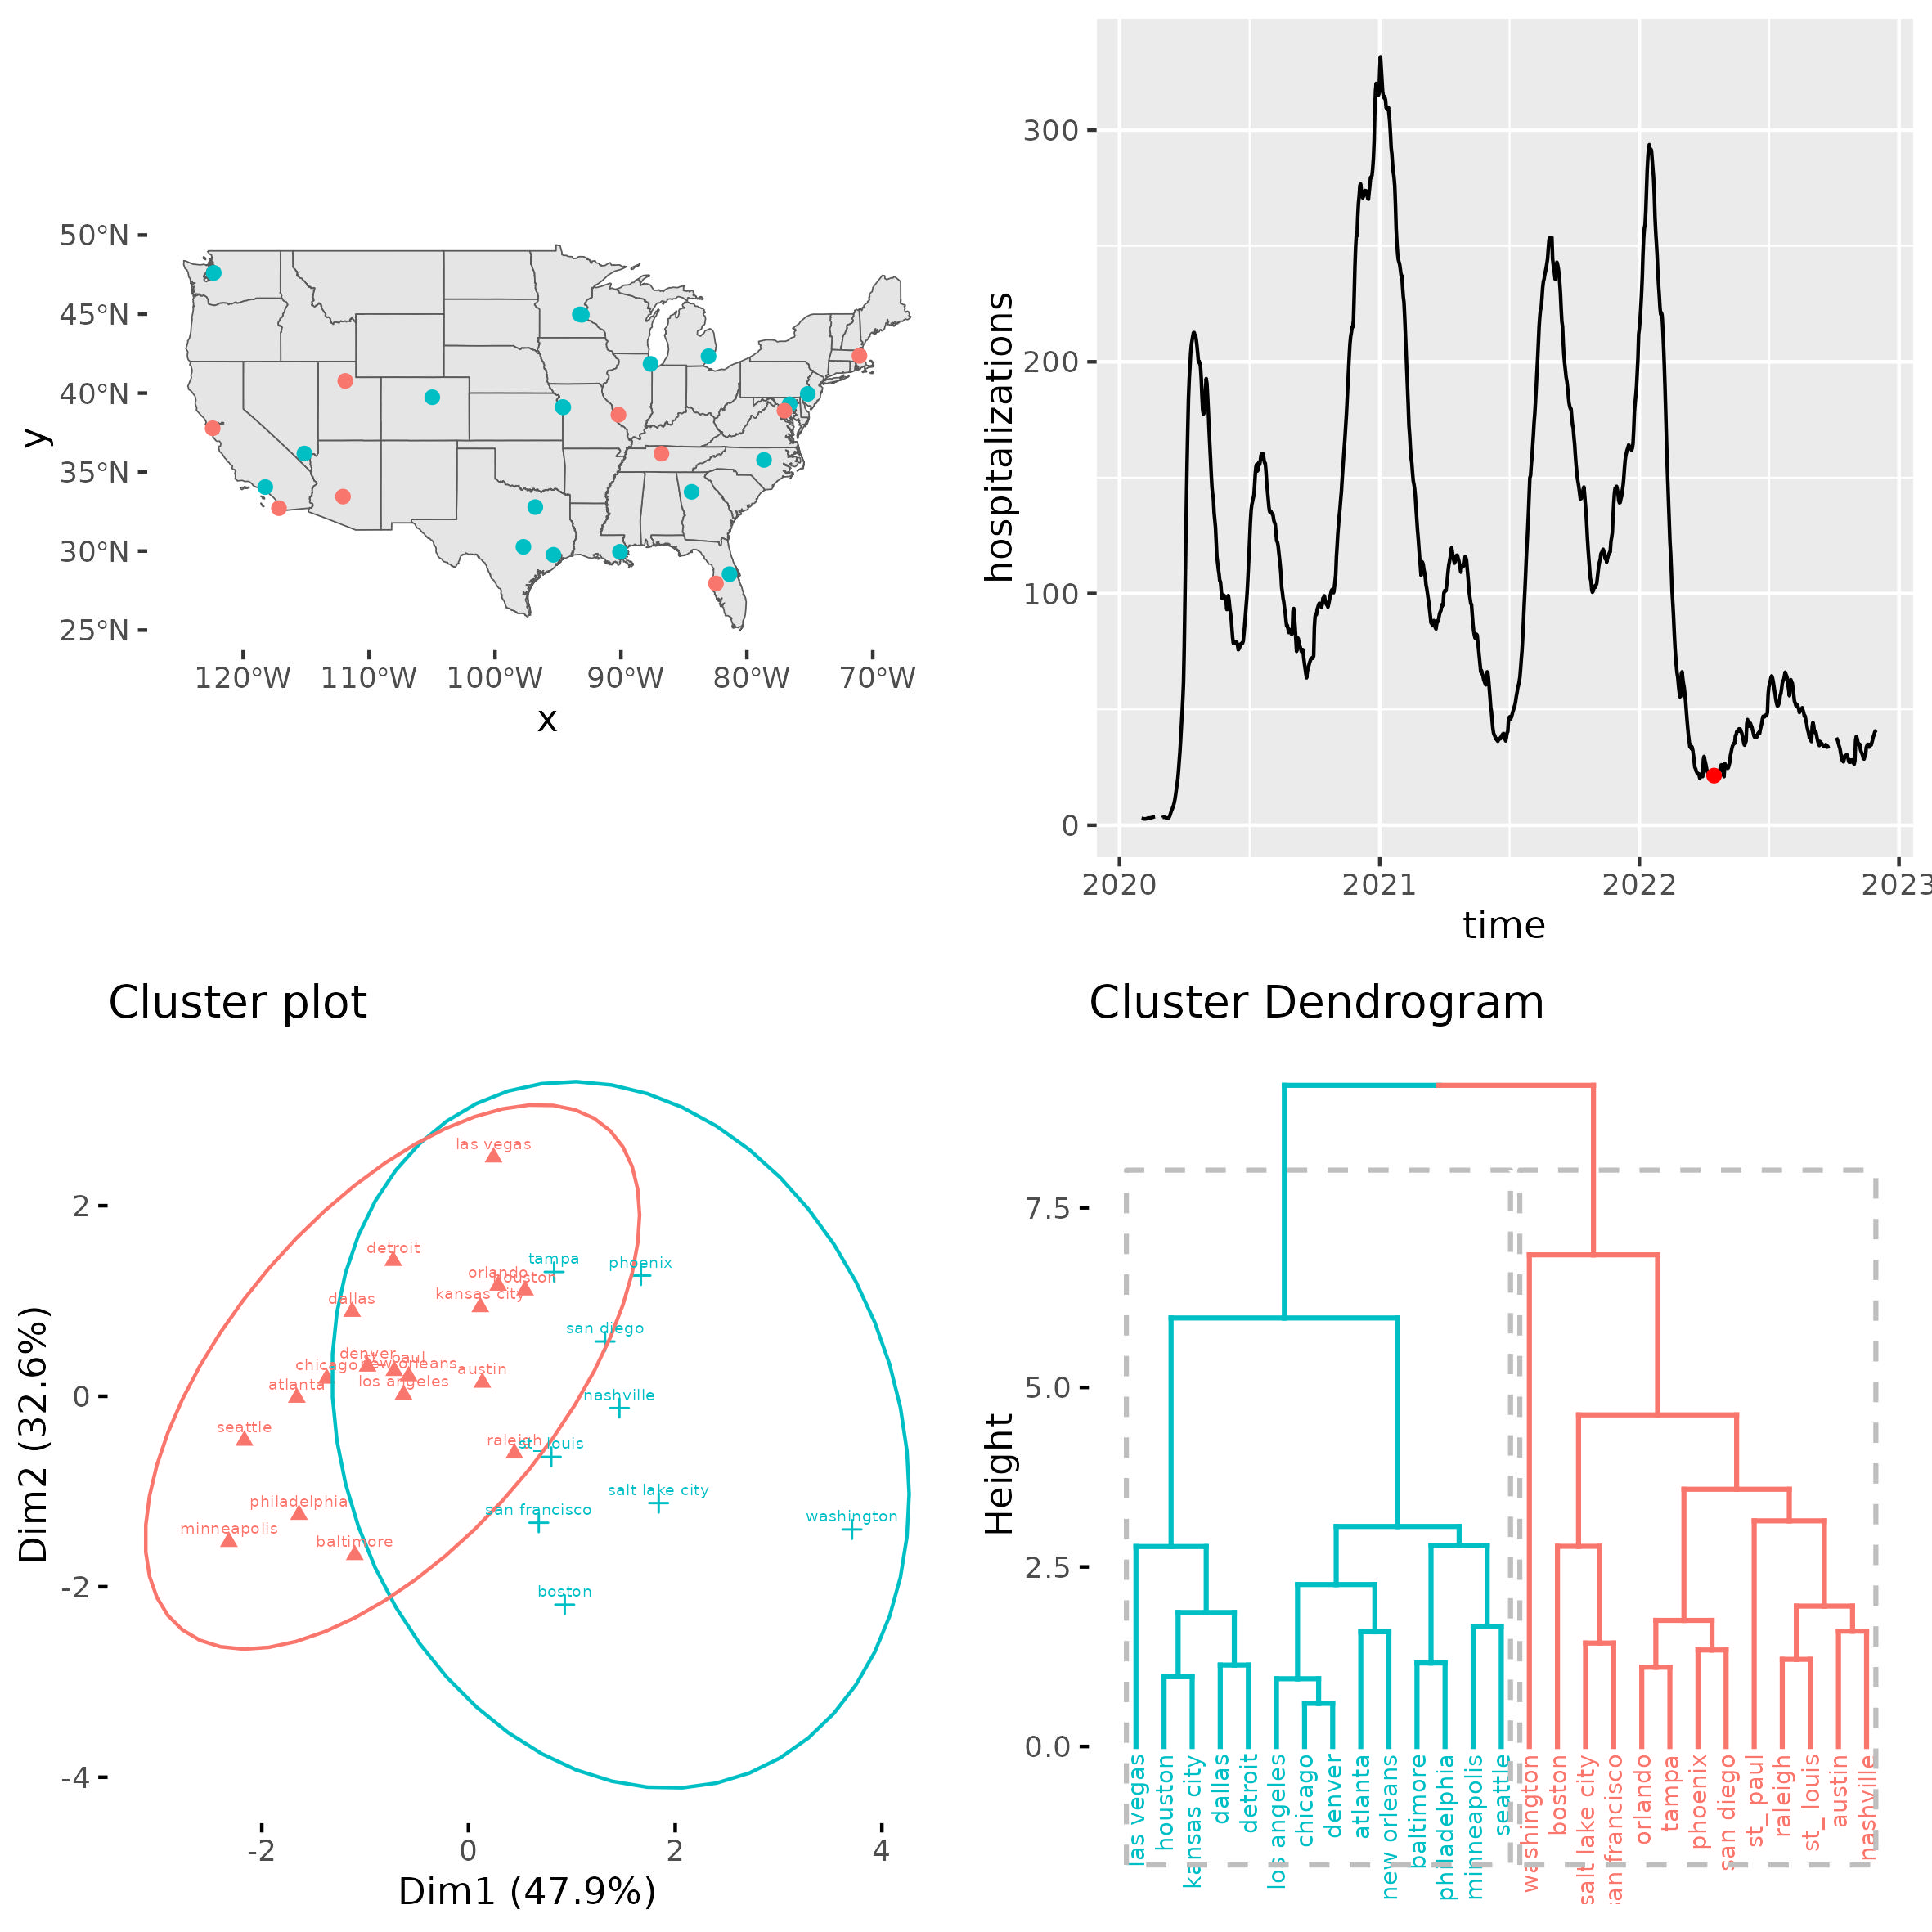 50°N
45°N
40°N
35°N
30°N
25°N
y
120°W 110°W 100°W 90°W 80°W 70°W
x
300
200
100
0
hospitalizations
2020 2021 2022 2023
time
Cluster plot
las vegas
detroit
tampa
phoenix
orlando
houston
kansas city
dallas
san diego
denver
st_paul
chicago
new orleans
austin
los angeles
atlanta
nashville
seattle
raleigh
st_louis
salt lake city
philadelphia
san francisco
washington
minneapolis
baltimore
boston
2
0
-2
-4
Dim2 (32.6%)
-2 0 2 4
Dim1 (47.9%)
Cluster Dendrogram
7.5
5.0
2.5
0.0
Height
las vegas
houston
kansas city
dallas
detroit
los angeles
chicago
denver
atlanta
new orleans
baltimore
philadelphia
minneapolis
seattle
washington
boston
salt lake city
san francisco
orlando
tampa
phoenix
san diego
st_paul
raleigh
st_louis
austin
nashville